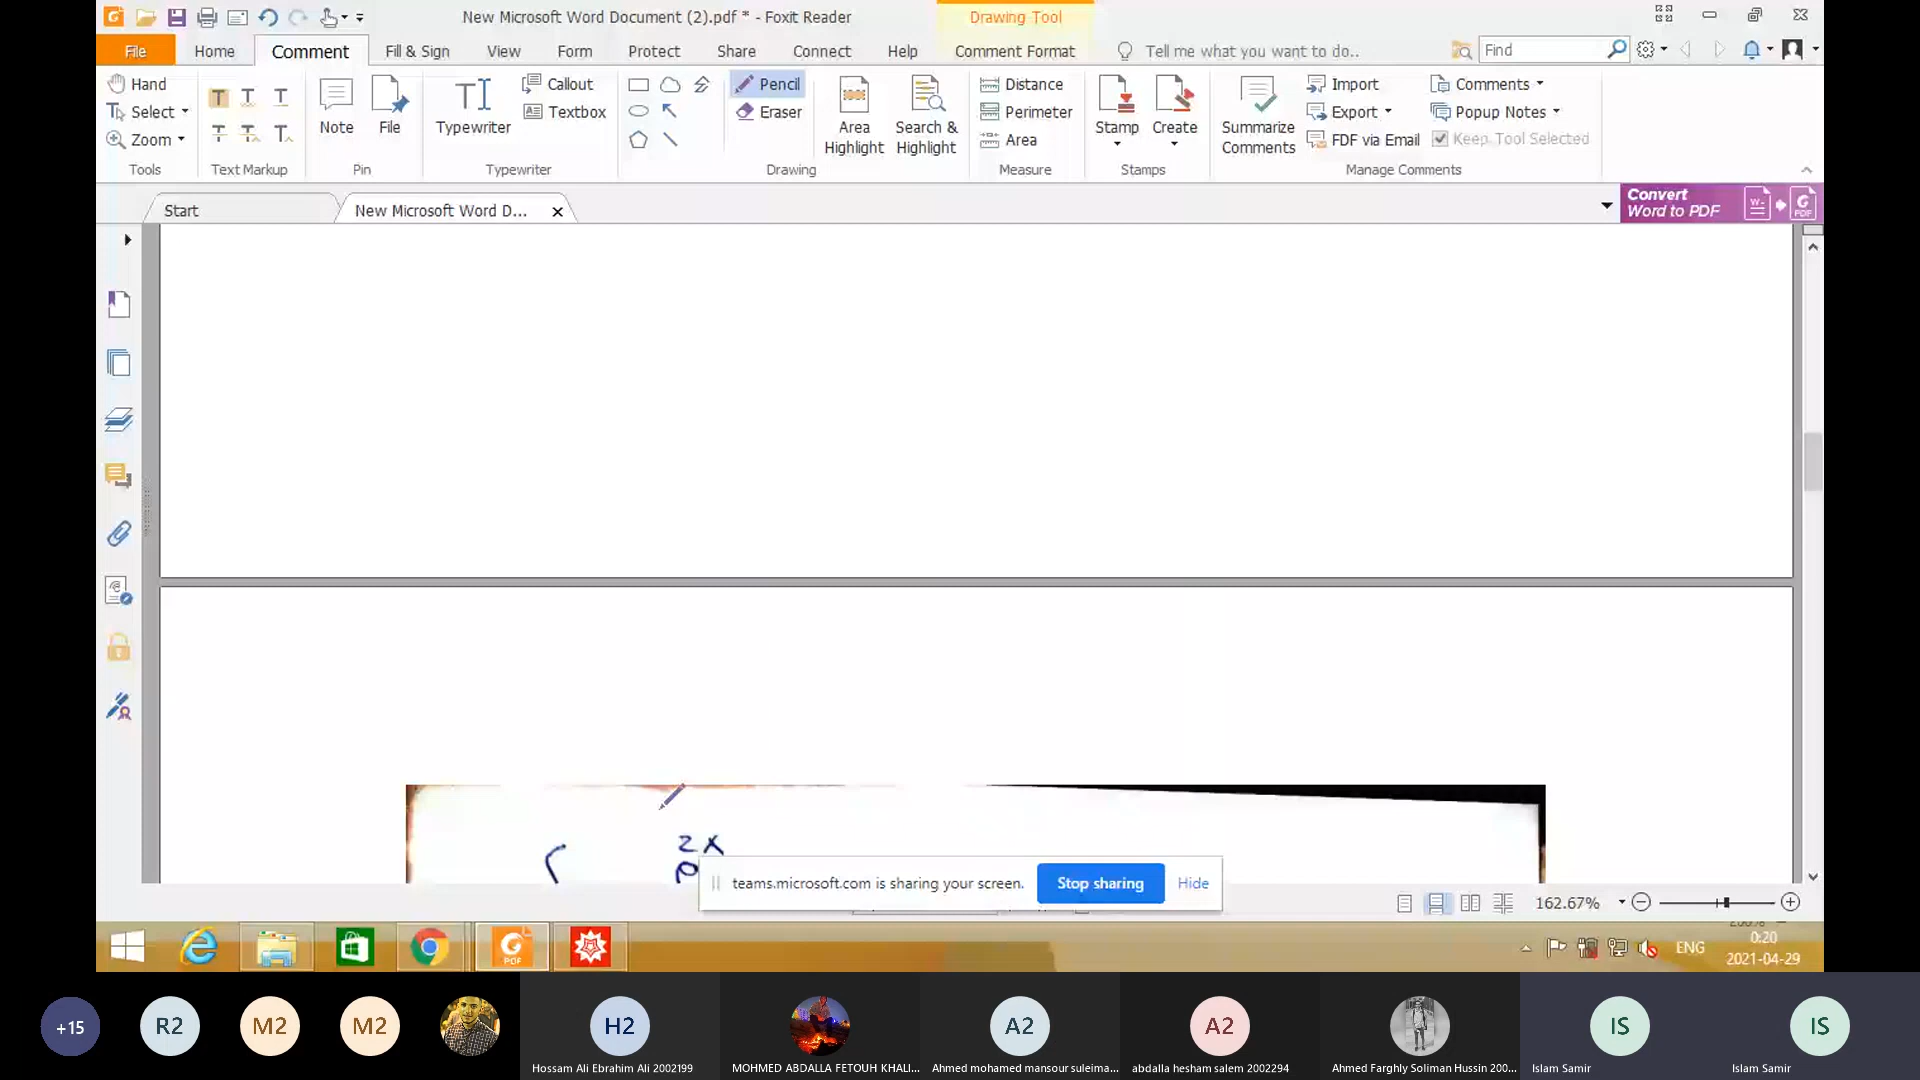 New Microsoft Word Document (2).pdf * - Foxit Reader
Drawing Tool
File
Home
Comment
Fill & Sign
View
Form
Protect
Share
Connect
Help
Comment Format
Tell me what you want to do..
Find
Hand
Select
Zoom
Tools
Text Markup
Note
File
Pin
Typewriter
Callout
Textbox
Typewriter
Pencil
Eraser
Area Highlight
Search & Highlight
Drawing
Distance
Perimeter
Area
Measure
Stamp
Create
Stamps
Summarize Comments
Import
Export
FDF via Email
Comments
Popup Notes
Keep Tool Selected
Manage Comments
Start
New Microsoft Word D...
Convert
Word to PDF
2x
teams.microsoft.com is sharing your screen.
Stop sharing
Hide
162.67%
ENG
0:20
2021-04-29
+15
R2
M2
M2
H2
A2
A2
IS
IS
Hossam Ali Ebrahim Ali 2002199
MOHMED ABDALLA FETOUH KHALI...
Ahmed mohamed mansour suleima...
abdalla hesham salem 2002294
Ahmed Farghly Soliman Hussin 200...
Islam Samir
Islam Samir